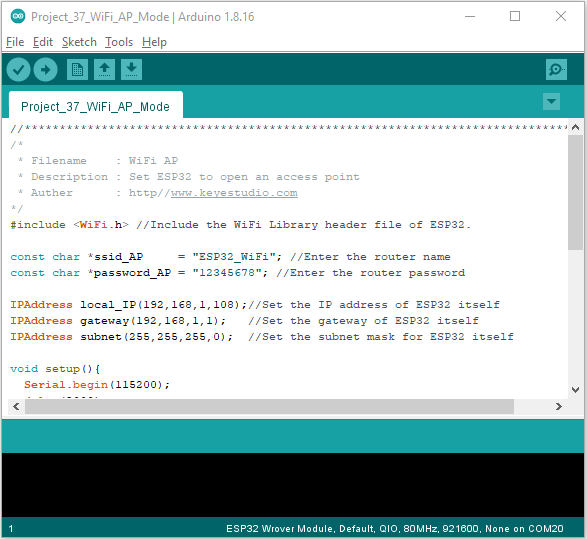 Project_37_WiFi_AP_Mode | Arduino 1.8.16
File Edit Sketch Tools Help
Project_37_WiFi_AP_Mode
//******************************************************************************
/*
 * Filename    : WiFi AP
 * Description : Set ESP32 to open an access point
 * Auther      : http//www.keyestudio.com
*/
#include <WiFi.h> //Include the WiFi Library header file of ESP32.
const char *ssid_AP     = "ESP32_WiFi"; //Enter the router name
const char *password_AP = "12345678"; //Enter the router password
IPAddress local_IP(192,168,1,108);//Set the IP address of ESP32 itself
IPAddress gateway(192,168,1,1);   //Set the gateway of ESP32 itself
IPAddress subnet(255,255,255,0);  //Set the subnet mask for ESP32 itself
void setup(){
  Serial.begin(115200);
1
ESP32 Wrover Module, Default, QIO, 80MHz, 921600, None on COM20